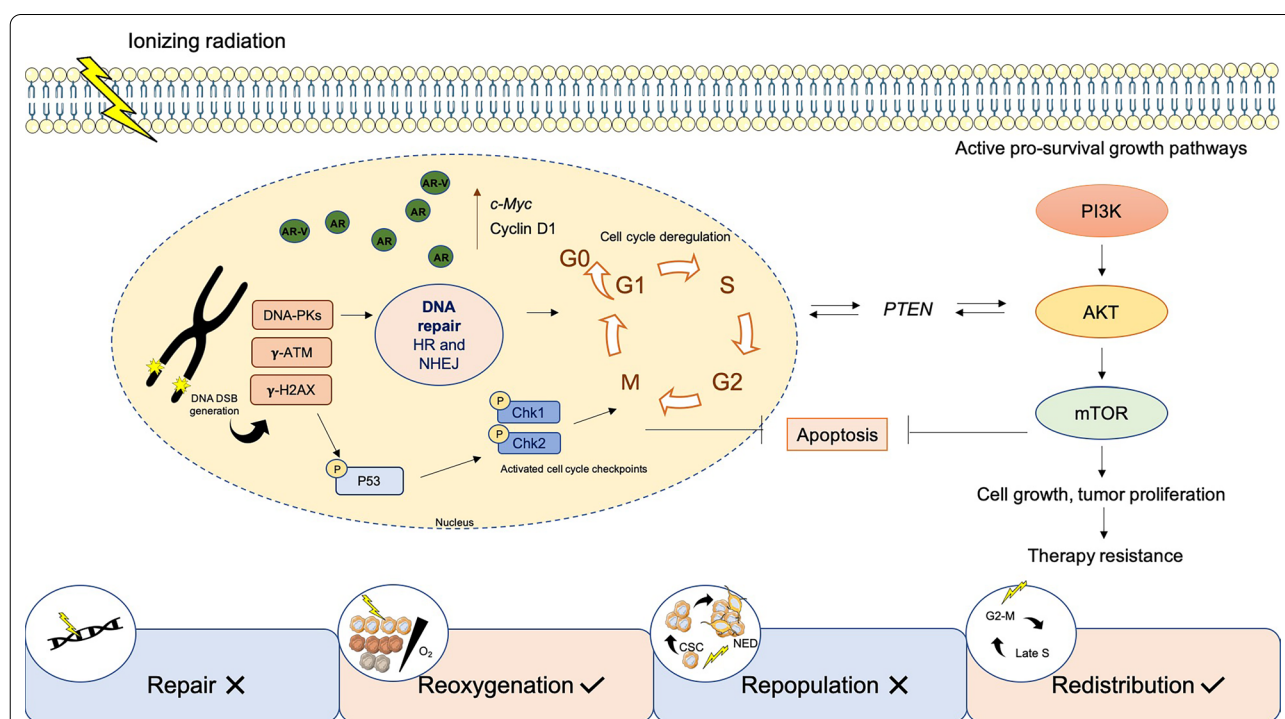 Ionizing radiation
Active pro-survival growth pathways
AR-V
AR-V
AR
AR
AR
AR
c-Myc
Cyclin D1
Cell cycle deregulation
G0
G1
S
G2
M
DNA-PKs
γ-ATM
γ-H2AX
DNA DSB
generation
DNA
repair
HR and
NHEJ
P
Chk1
P
Chk2
Activated cell cycle checkpoints
P
P53
Nucleus
PTEN
Apoptosis
PI3K
AKT
mTOR
Cell growth, tumor proliferation
Therapy resistance
Repair ✕
O₂
Reoxygenation ✓
CSC
NED
Repopulation ✕
G2-M
Late S
Redistribution ✓